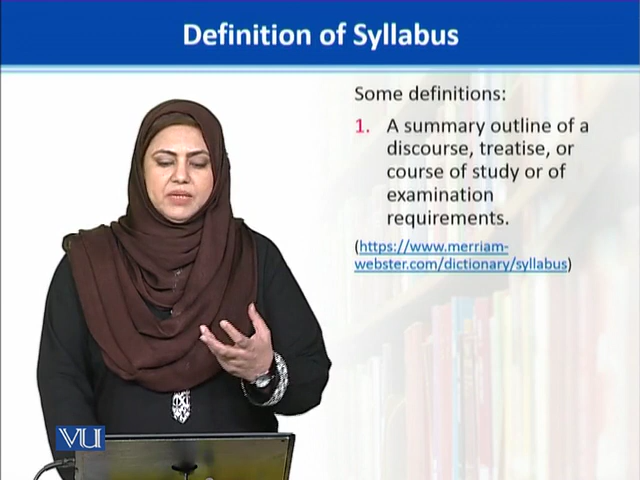 Definition of Syllabus
Some definitions:
1. A summary outline of a
discourse, treatise, or
course of study or of
examination
requirements.
(https://www.merriam-
webster.com/dictionary/syllabus)
VU